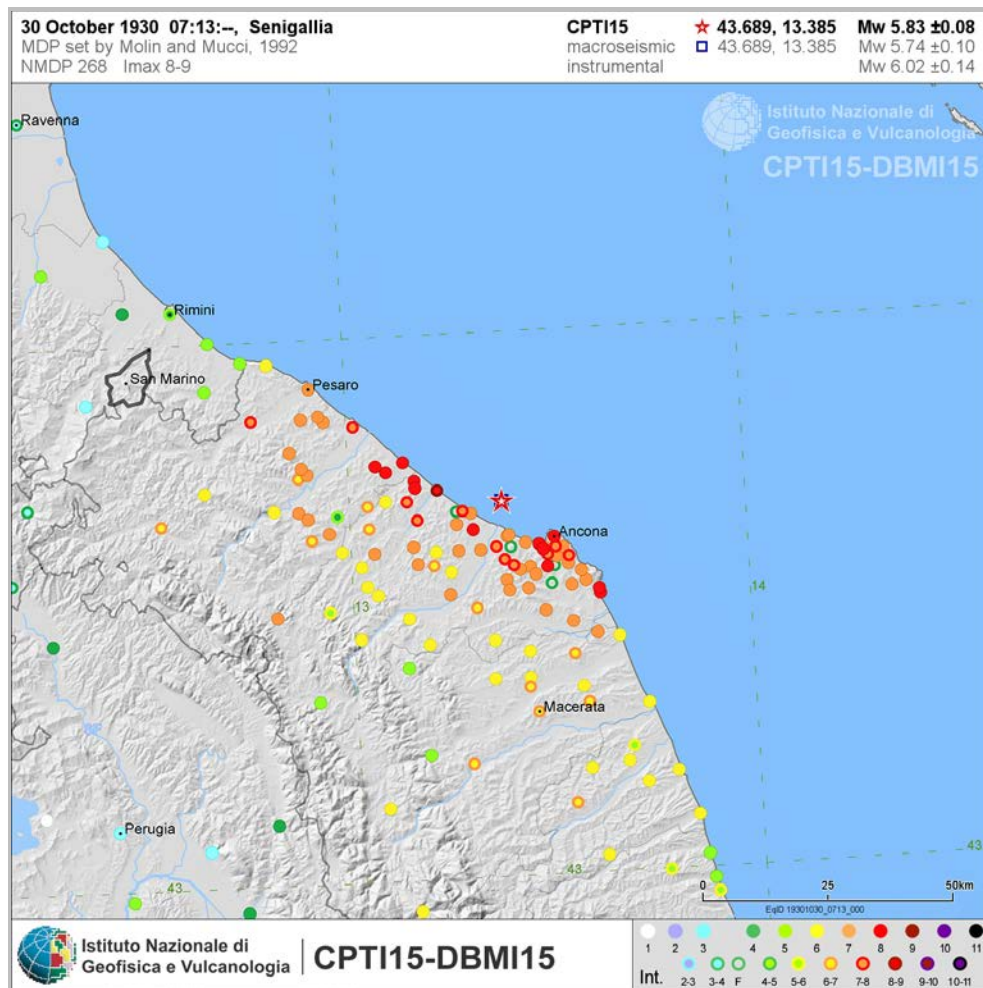 30 October 1930 07:13:--, Senigallia
MDP set by Molin and Mucci, 1992
NMDP 268 Imax 8-9
CPTI15 43.689, 13.385 Mw 5.83 ±0.08
macroseismic 43.689, 13.385 Mw 5.74 ±0.10
instrumental Mw 6.02 ±0.14
Istituto Nazionale di
Geofisica e Vulcanologia
CPTI15-DBMI15
Ravenna
Rimini
San Marino
Pesaro
Ancona
14
13
Macerata
Perugia
43
43
43
0 25 50km
EqID 19301030_0713_000
Istituto Nazionale di
Geofisica e Vulcanologia
CPTI15-DBMI15
1 2 3 4 5 6 7 8 9 10 11
Int. 2-3 3-4 F 4-5 5-6 6-7 7-8 8-9 9-10 10-11